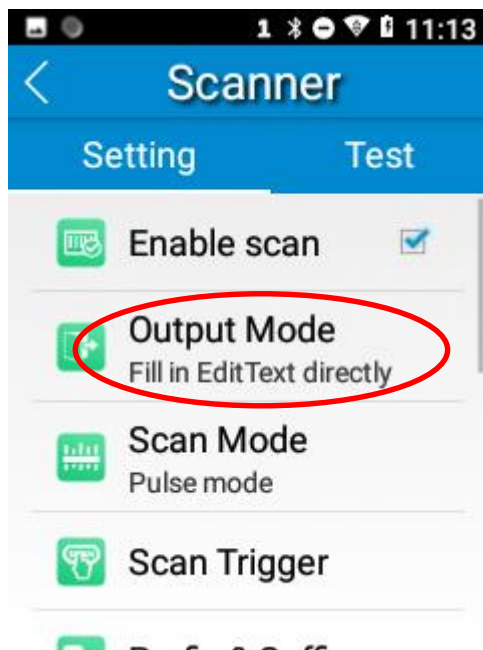 1 11:13
Scanner
Setting Test
Enable scan
Output Mode
Fill in EditText directly
Scan Mode
Pulse mode
Scan Trigger